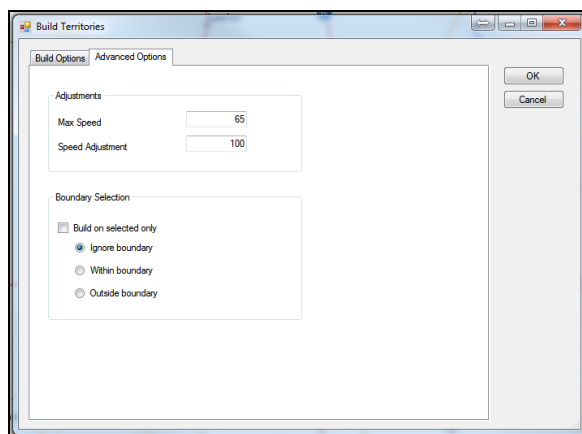 Build Territories
Build Options
Advanced Options
OK
Cancel
Adjustments
Max Speed
65
Speed Adjustment
100
Boundary Selection
Build on selected only
Ignore boundary
Within boundary
Outside boundary